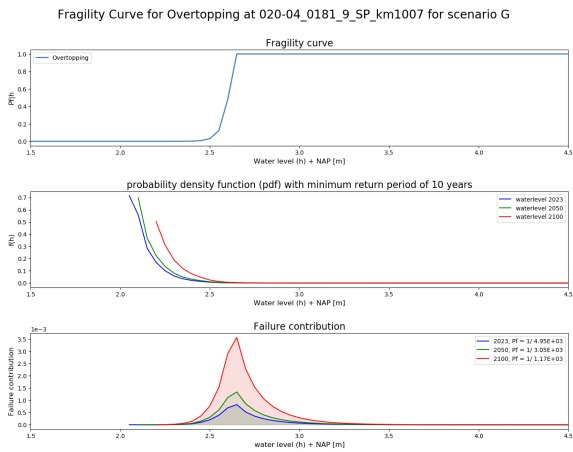 Fragility Curve for Overtopping at 020-04_0181_9_SP_km1007 for scenario G
Fragility curve
Pf|h
1.0
0.8
0.6
0.4
0.2
0.0
Overtopping
1.5 2.0 2.5 3.0 3.5 4.0 4.5
Water level (h) + NAP [m]
probability density function (pdf) with minimum return period of 10 years
f(h)
0.7
0.6
0.5
0.4
0.3
0.2
0.1
0.0
waterlevel 2023
waterlevel 2050
waterlevel 2100
1.5 2.0 2.5 3.0 3.5 4.0 4.5
Water level (h) + NAP [m]
Failure contribution
1e−3
Failure contribution
3.5
3.0
2.5
2.0
1.5
1.0
0.5
0.0
2023, Pf = 1/ 4.95E+03
2050, Pf = 1/ 3.05E+03
2100, Pf = 1/ 1.17E+03
1.5 2.0 2.5 3.0 3.5 4.0 4.5
water level (h) + NAP [m]